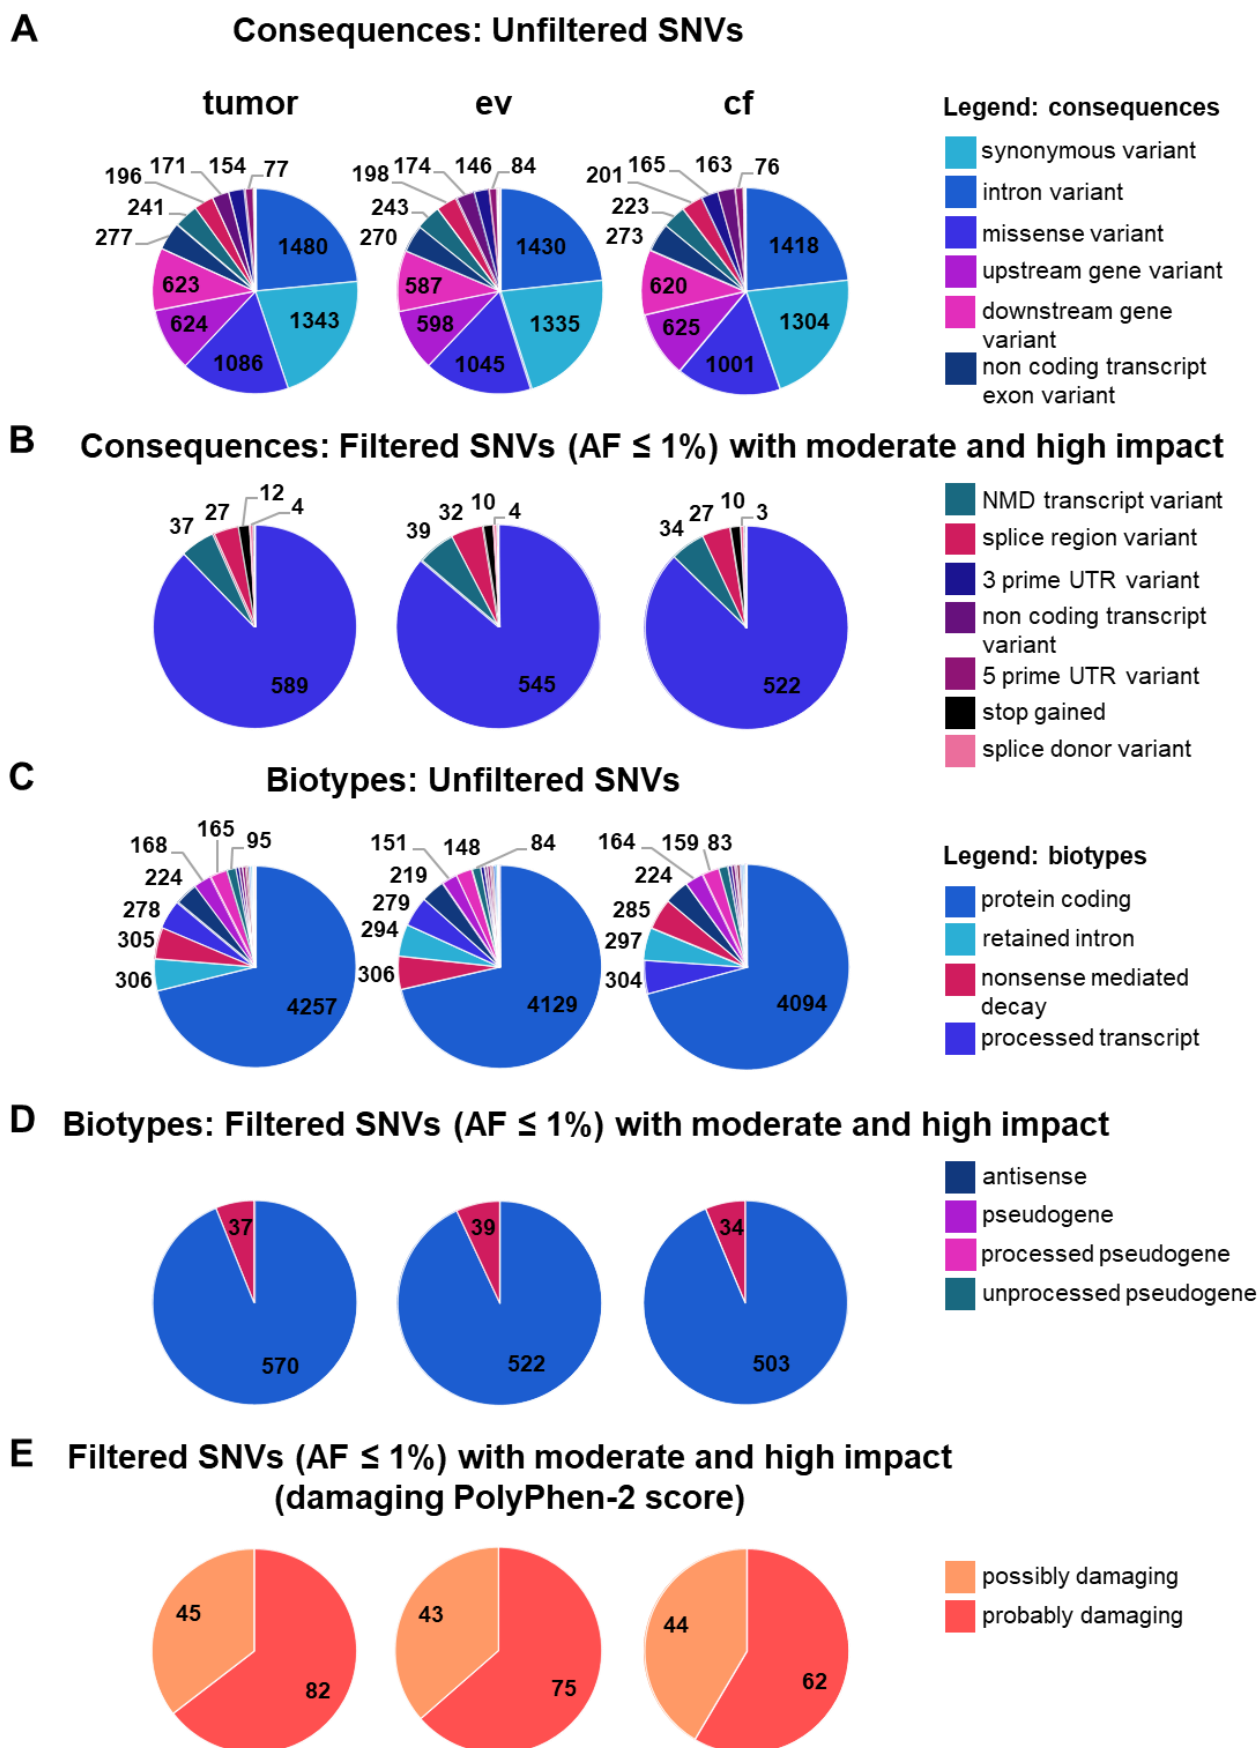 A
Consequences: Unfiltered SNVs
tumor
ev
cf
196
171
154
77
241
277
1480
623
1343
624
1086
198
174
146
84
243
270
1430
587
1335
598
1045
201
165
163
76
223
273
1418
620
1304
625
1001
Legend: consequences
synonymous variant
intron variant
missense variant
upstream gene variant
downstream gene
variant
non coding transcript
exon variant
B
Consequences: Filtered SNVs (AF ≤ 1%) with moderate and high impact
37
27
12
4
589
39
32
10
4
545
34
27
10
3
522
NMD transcript variant
splice region variant
3 prime UTR variant
non coding transcript
variant
5 prime UTR variant
stop gained
splice donor variant
C
Biotypes: Unfiltered SNVs
168
165
95
224
278
305
306
4257
151
148
84
219
279
294
306
4129
164
159
83
224
285
297
304
4094
Legend: biotypes
protein coding
retained intron
nonsense mediated
decay
processed transcript
D
Biotypes: Filtered SNVs (AF ≤ 1%) with moderate and high impact
37
570
39
522
34
503
antisense
pseudogene
processed pseudogene
unprocessed pseudogene
E
Filtered SNVs (AF ≤ 1%) with moderate and high impact
(damaging PolyPhen-2 score)
45
82
43
75
44
62
possibly damaging
probably damaging